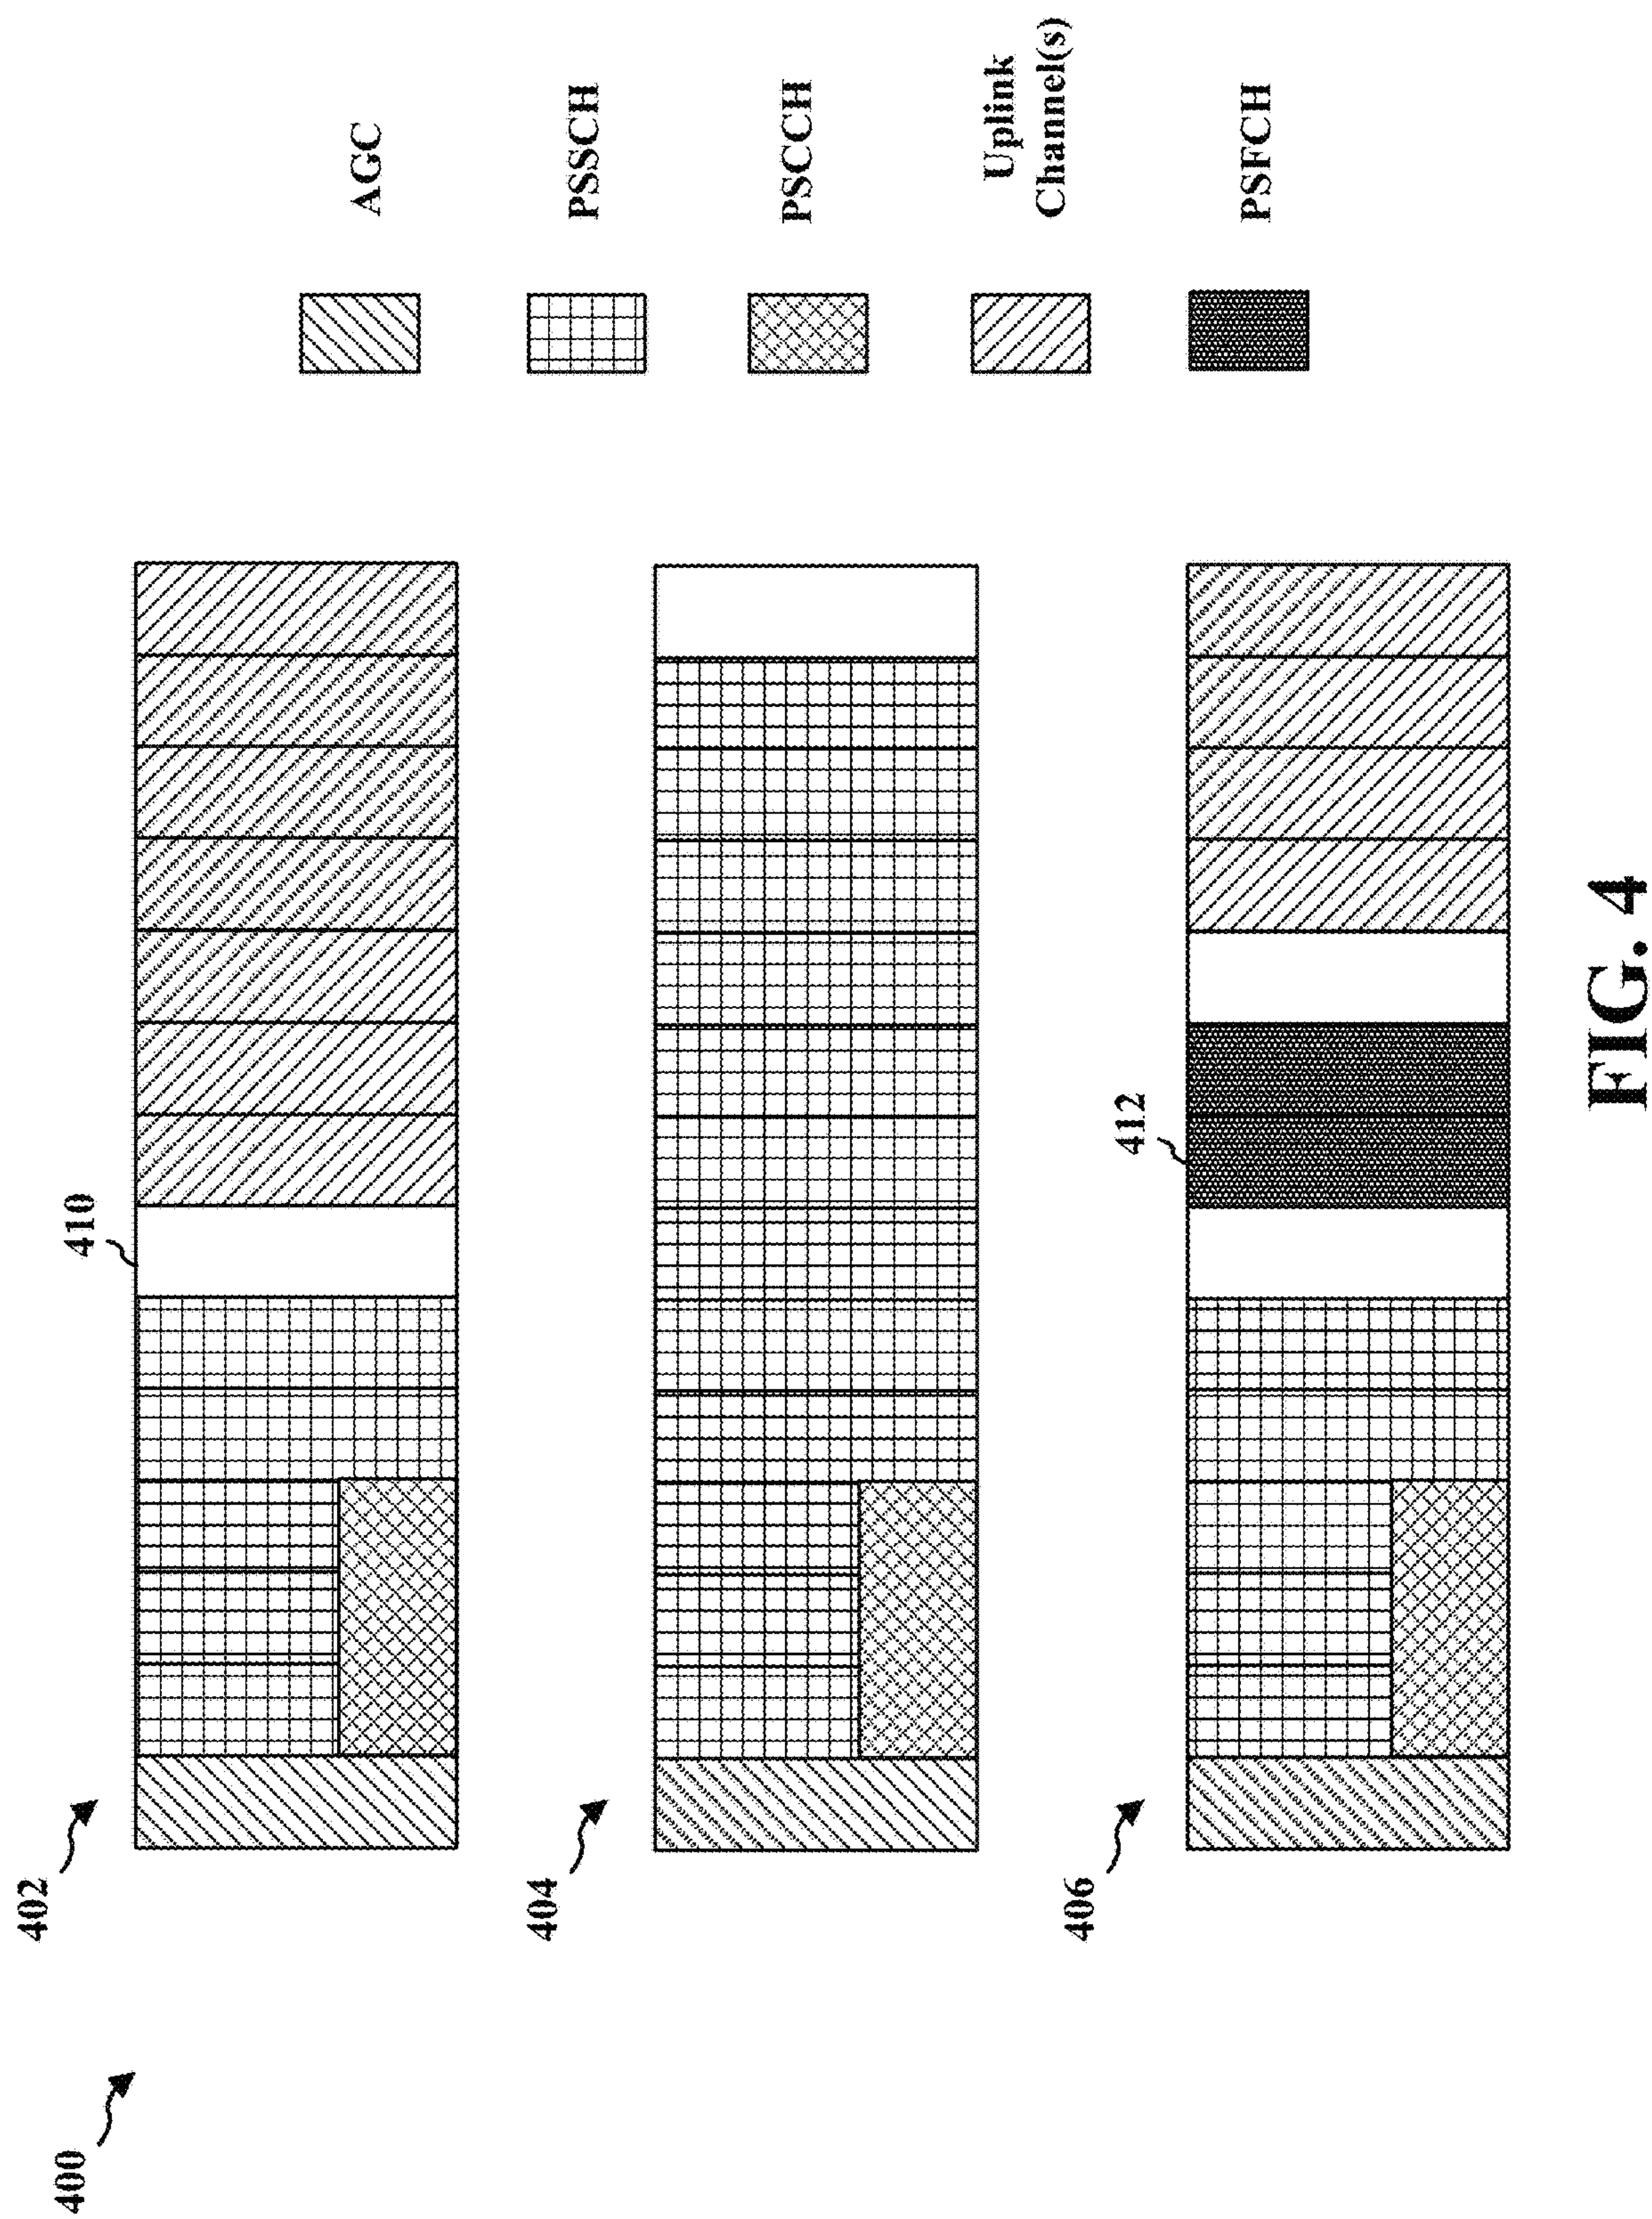 400
402
410
404
406
412
AGC
PSSCH
PSCCH
Uplink
Channel(s)
PSFCH
FIG. 4